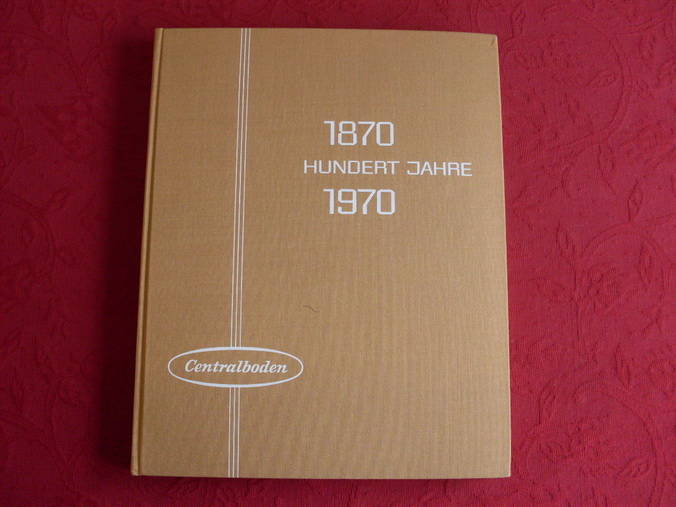 1870
HUNDERT JAHRE
1970
Centralboden